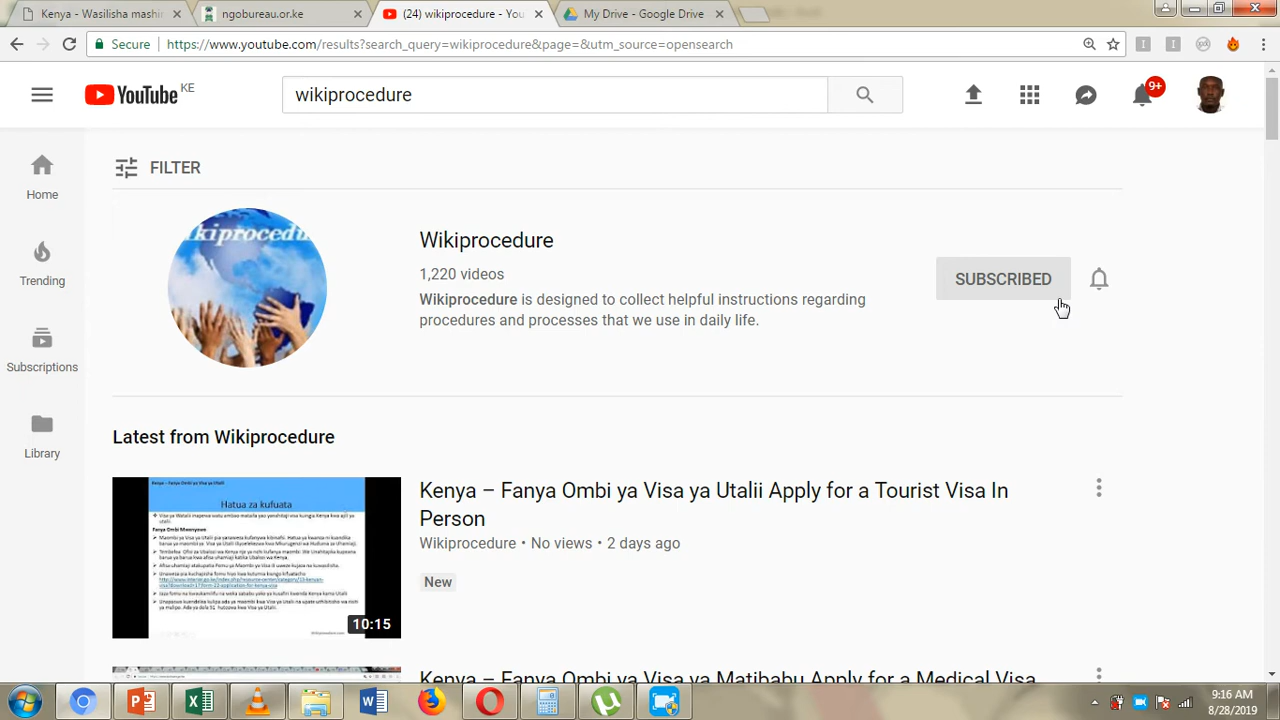 Kenya - Wasilisha mashi
ngobureau.or.ke
(24) wikiprocedure - You
My Drive - Google Drive
Secure
https://www.youtube.com/results?search_query=wikiprocedure&page=&utm_source=opensearch
YouTube KE
wikiprocedure
9+
FILTER
Home
Trending
Subscriptions
Library
Wikiprocedure
Wikiprocedure
1,220 videos
Wikiprocedure is designed to collect helpful instructions regarding
procedures and processes that we use in daily life.
SUBSCRIBED
Latest from Wikiprocedure
Hatua za kufuata
10:15
Kenya – Fanya Ombi ya Visa ya Utalii Apply for a Tourist Visa In
Person
Wikiprocedure • No views • 2 days ago
New
Kenya – Fanya Ombi ya Visa ya Matibabu Apply for a Medical Visa
9:16 AM
8/28/2019